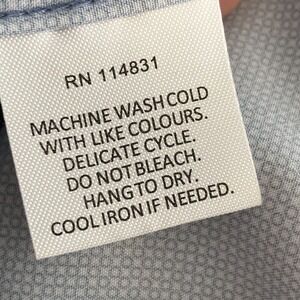 RN 114831
MACHINE WASH COLD
WITH LIKE COLOURS.
DELICATE CYCLE.
DO NOT BLEACH.
HANG TO DRY.
COOL IRON IF NEEDED.